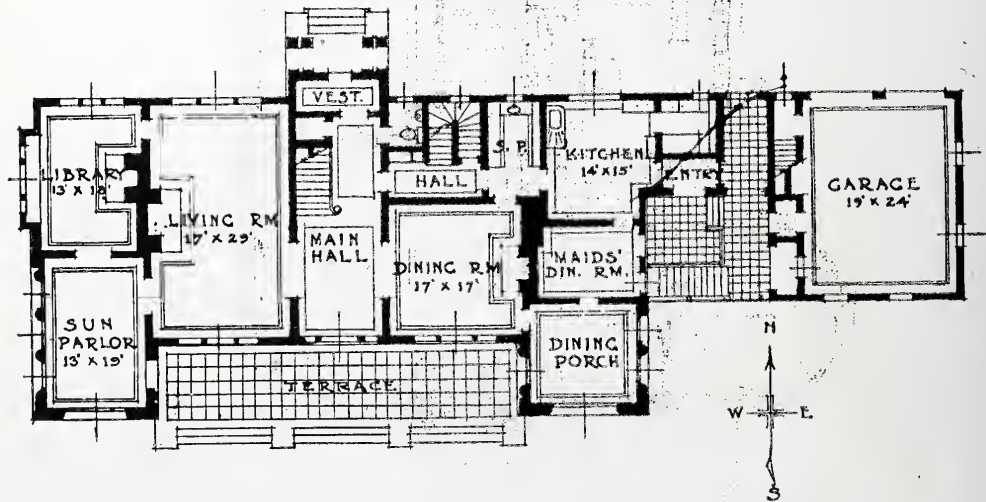 VEST.
LIBRARY
13' X 18'
LIVING RM
17' X 29'
HALL
S. P.
KITCHEN
14' X 15'
ENTRY
GARAGE
19' X 24'
MAIN
HALL
DINING RM
17' X 17'
MAIDS'
DIN. RM.
SUN
PARLOR
13' X 19'
DINING
PORCH
TERRACE
N
W
E
S